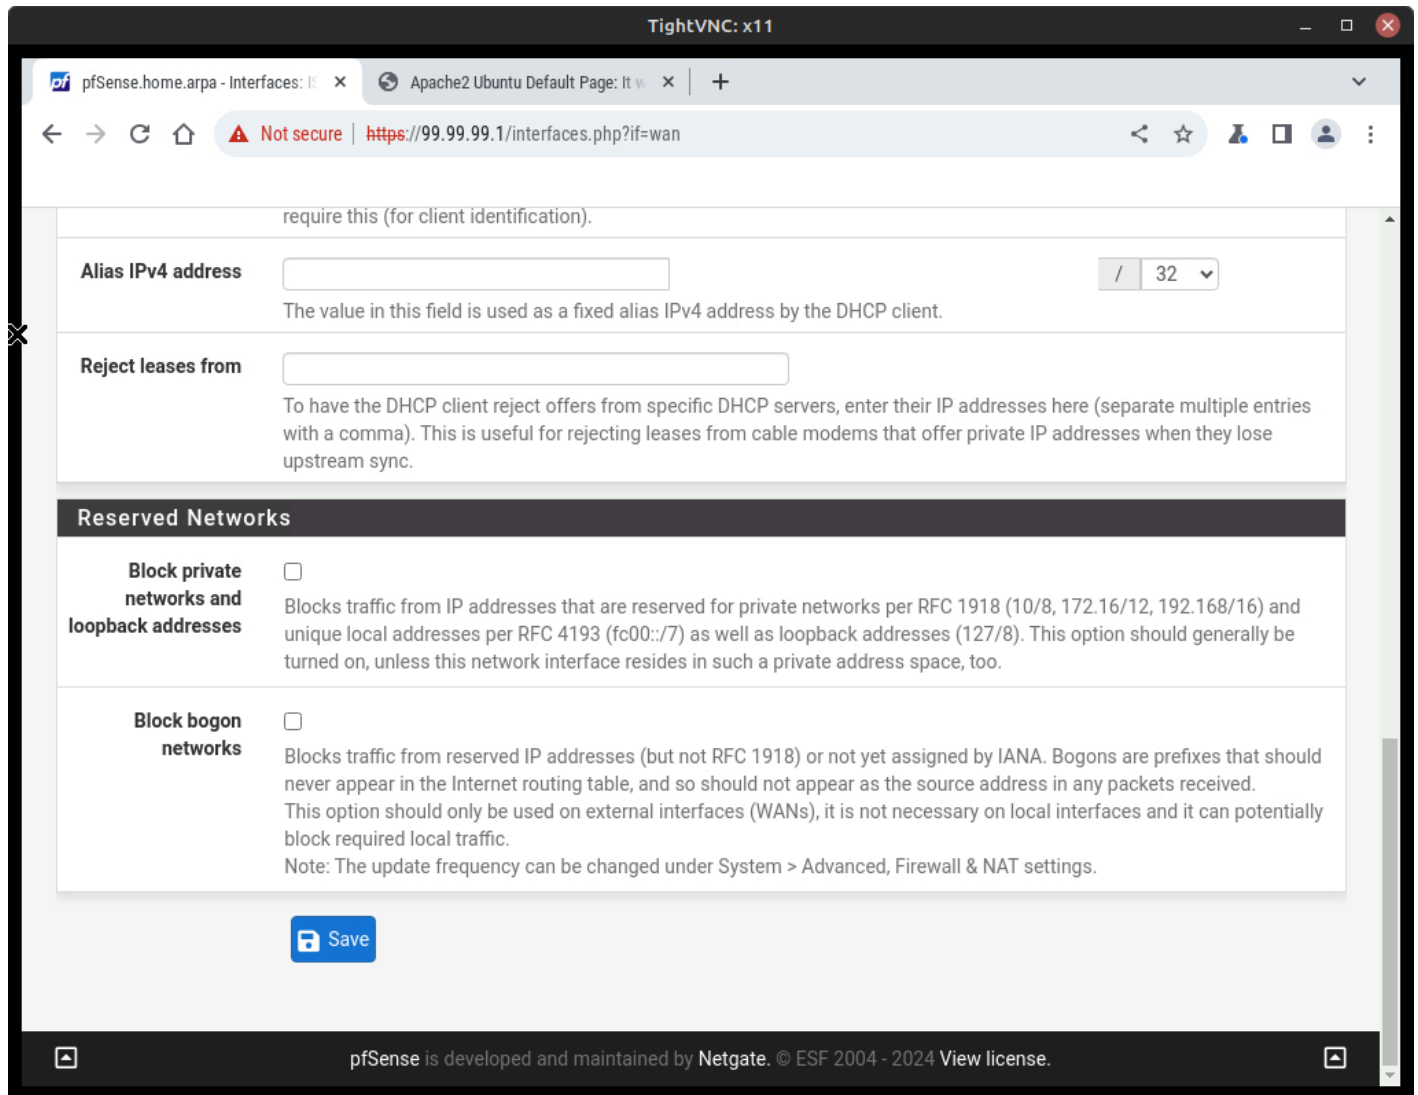 TightVNC: x11
pfSense.home.arpa - Interfaces:
Apache2 Ubuntu Default Page: It
Not secure | https://99.99.99.1/interfaces.php?if=wan
require this (for client identification).
Alias IPv4 address
/ 32
The value in this field is used as a fixed alias IPv4 address by the DHCP client.
Reject leases from
To have the DHCP client reject offers from specific DHCP servers, enter their IP addresses here (separate multiple entries
with a comma). This is useful for rejecting leases from cable modems that offer private IP addresses when they lose
upstream sync.
Reserved Networks
Block private
networks and
loopback addresses
Blocks traffic from IP addresses that are reserved for private networks per RFC 1918 (10/8, 172.16/12, 192.168/16) and
unique local addresses per RFC 4193 (fc00::/7) as well as loopback addresses (127/8). This option should generally be
turned on, unless this network interface resides in such a private address space, too.
Block bogon
networks
Blocks traffic from reserved IP addresses (but not RFC 1918) or not yet assigned by IANA. Bogons are prefixes that should
never appear in the Internet routing table, and so should not appear as the source address in any packets received.
This option should only be used on external interfaces (WANs), it is not necessary on local interfaces and it can potentially
block required local traffic.
Note: The update frequency can be changed under System > Advanced, Firewall & NAT settings.
Save
pfSense is developed and maintained by Netgate. © ESF 2004 - 2024 View license.